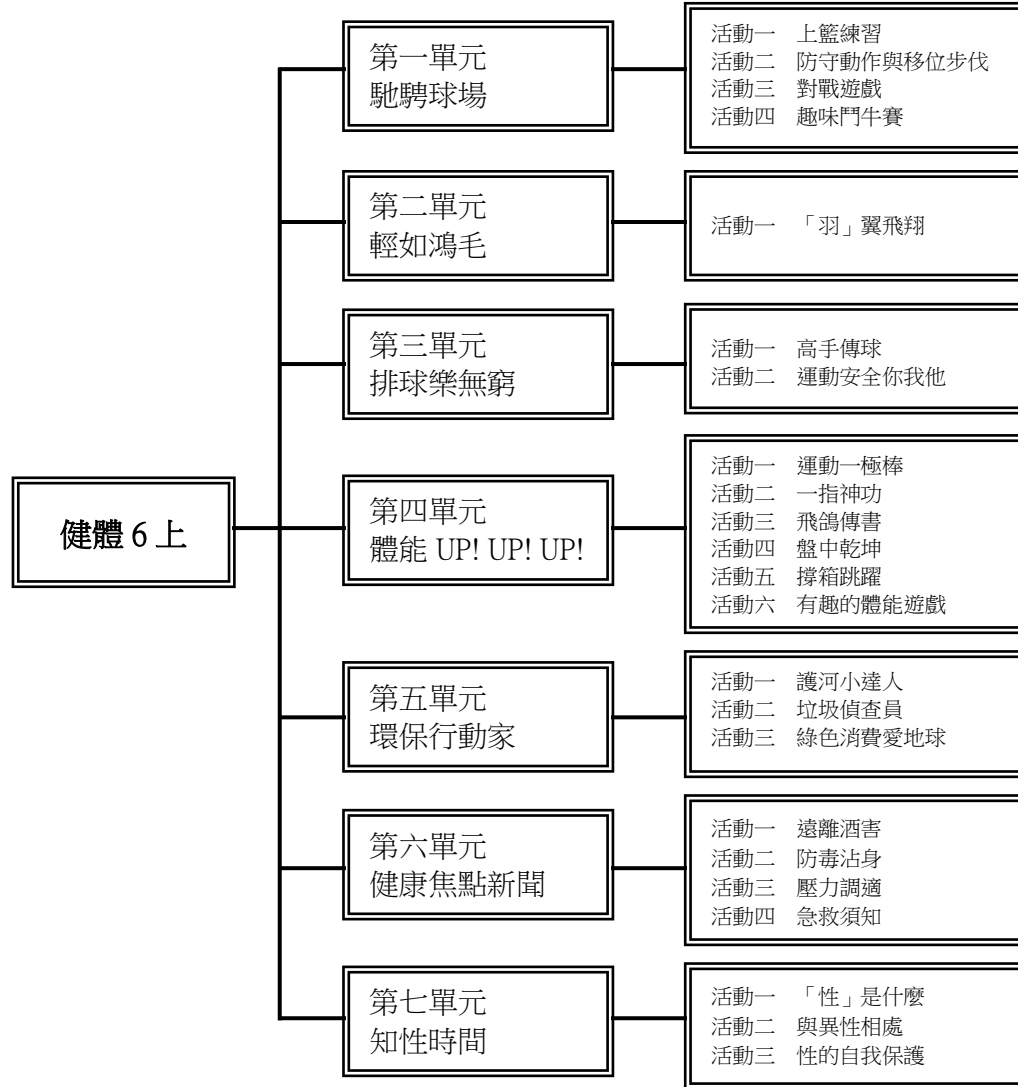 健體 6 上
第一單元
馳騁球場
活動一　上籃練習
活動二　防守動作與移位步伐
活動三　對戰遊戲
活動四　趣味鬥牛賽
第二單元
輕如鴻毛
活動一　「羽」翼飛翔
第三單元
排球樂無窮
活動一　高手傳球
活動二　運動安全你我他
第四單元
體能 UP! UP! UP!
活動一　運動一極棒
活動二　一指神功
活動三　飛鴿傳書
活動四　盤中乾坤
活動五　撐箱跳躍
活動六　有趣的體能遊戲
第五單元
環保行動家
活動一　護河小達人
活動二　垃圾偵查員
活動三　綠色消費愛地球
第六單元
健康焦點新聞
活動一　遠離酒害
活動二　防毒沾身
活動三　壓力調適
活動四　急救須知
第七單元
知性時間
活動一　「性」是什麼
活動二　與異性相處
活動三　性的自我保護